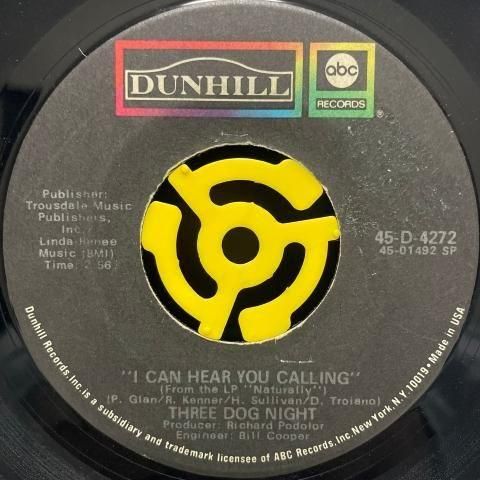 DUNHILL
abc
RECORDS
®
Publisher:
Trousdale Music
Publishers,
Inc./
Linda-Renee
Music (BMI)
Time: 2:56
45-D-4272
45-01492 SP
"I CAN HEAR YOU CALLING"
(From the LP "Naturally")
(P. Glan/R. Kenner/H. Sullivan/D. Troiano)
THREE DOG NIGHT
Producer: Richard Podolor
Engineer: Bill Cooper
Dunhill Records, Inc. is a subsidiary and trademark licensee of ABC Records, Inc. New York, N.Y. 10019 • Made in USA